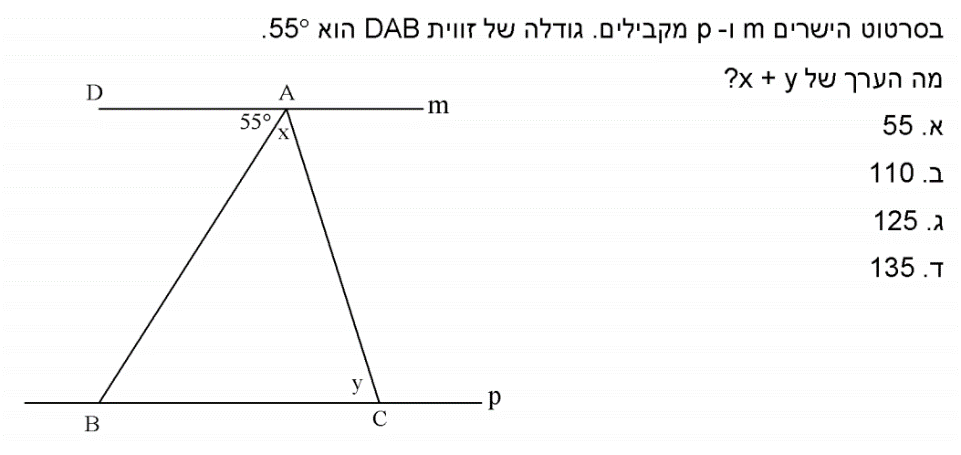 בסרטוט הישרים m ו- p מקבילים. גודלה של זווית DAB הוא 55°.
מה הערך של x + y?
א. 55
ב. 110
ג. 125
ד. 135
D A m
55° x
y p
B C